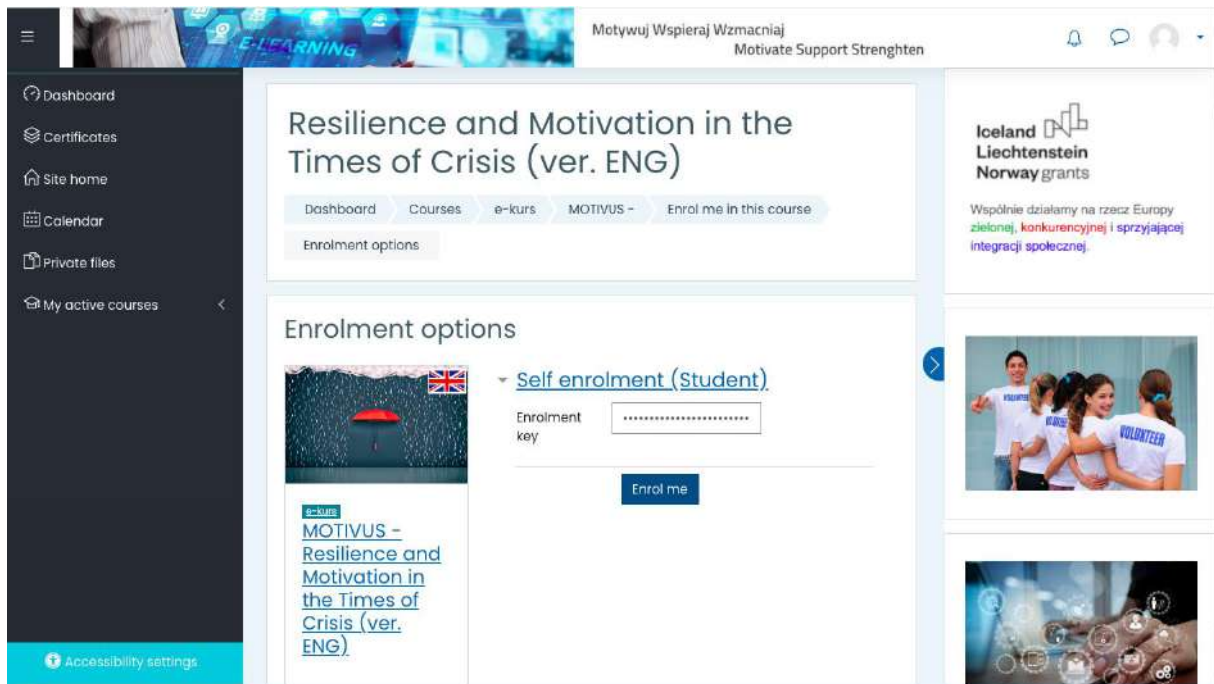 E-LEARNING
Motywuj Wspieraj Wzmacniaj
Motivate Support Strenghten
Dashboard
Certificates
Site home
Calendar
Private files
My active courses
Accessibility settings
Resilience and Motivation in the
Times of Crisis (ver. ENG)
Dashboard
Courses
e-kurs
MOTIVUS -
Enrol me in this course
Enrolment options
Enrolment options
e-kurs
MOTIVUS -
Resilience and
Motivation in
the Times of
Crisis (ver.
ENG)
Self enrolment (Student)
Enrolment
key
Enrol me
Iceland
Liechtenstein
Norway grants
Wspólnie działamy na rzecz Europy
zielonej, konkurencyjnej i sprzyjającej
integracji społecznej.
VOLUNTEER
VOLUNTEER